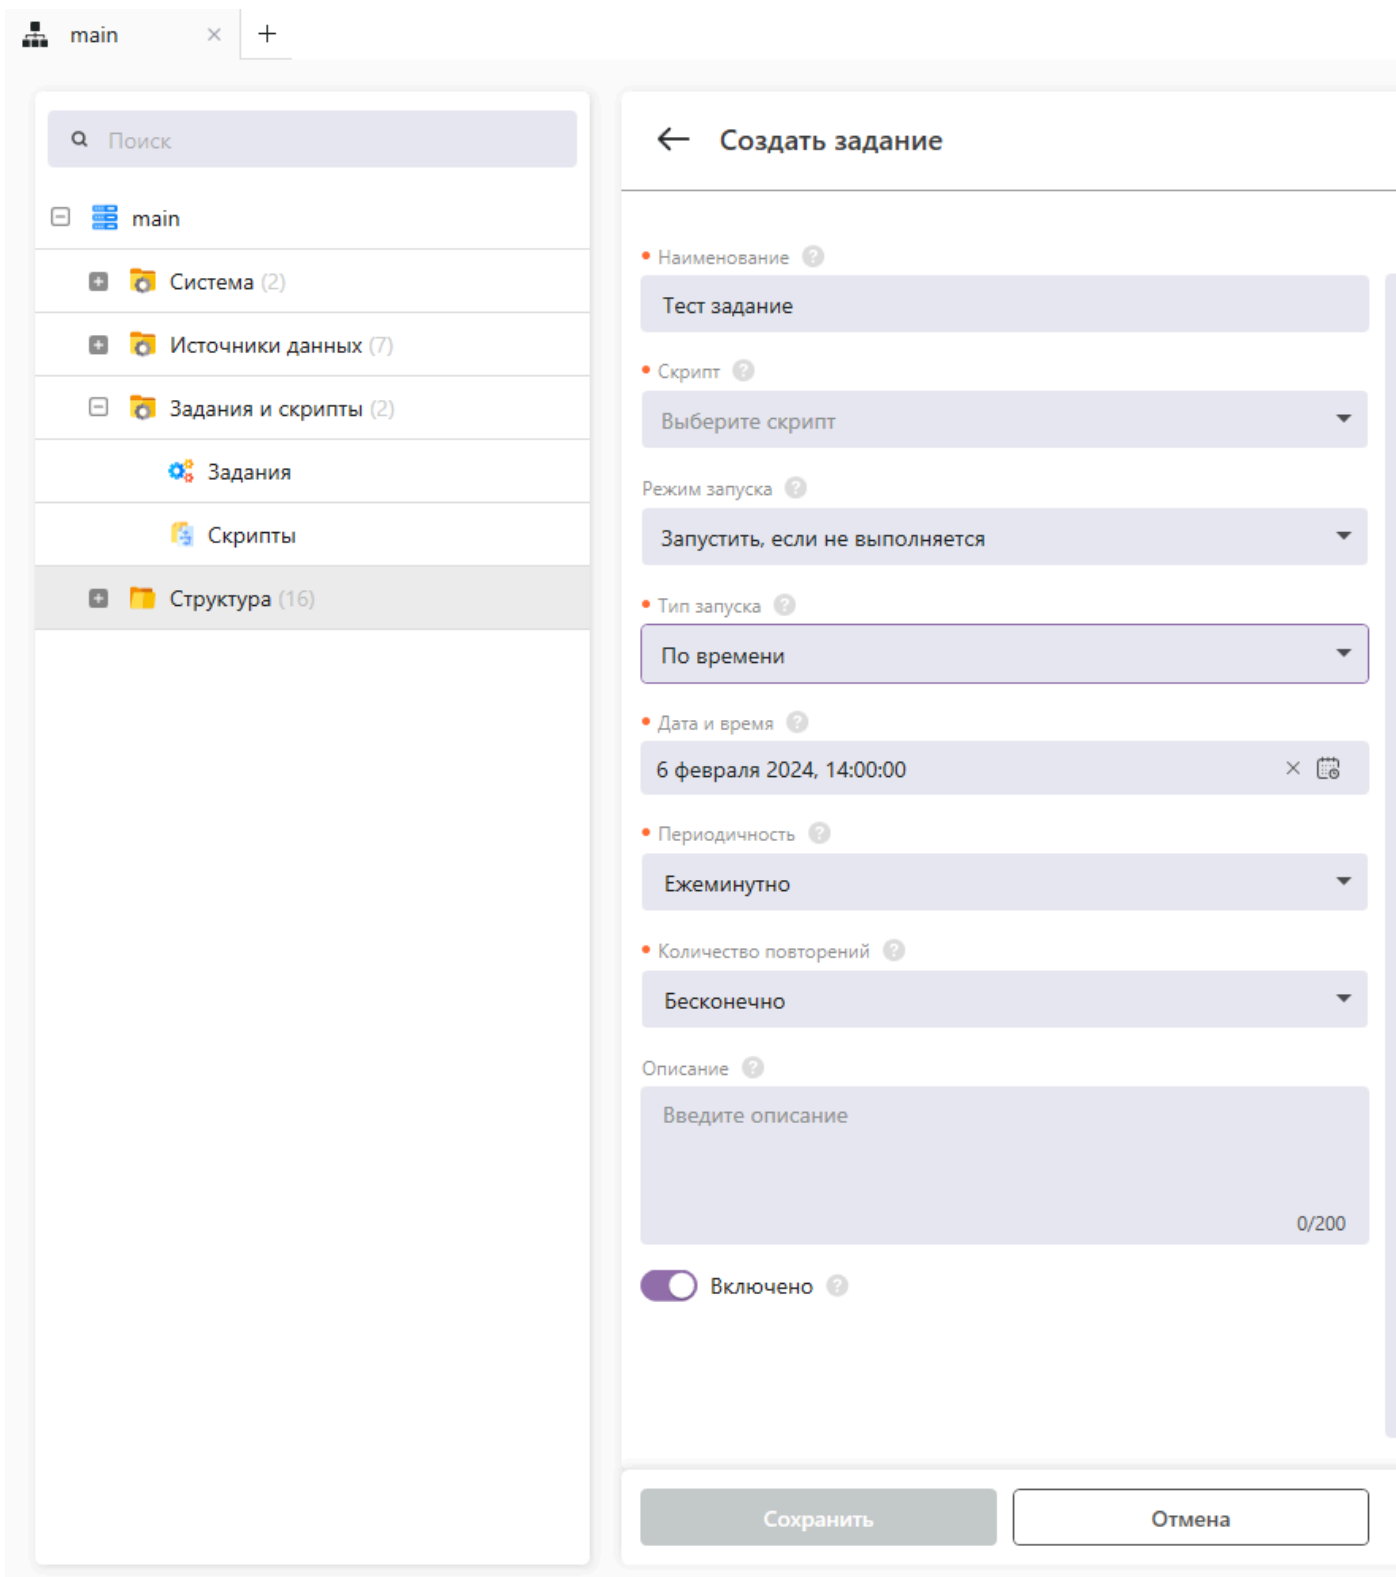 main
Поиск
main
Система (2)
Источники данных (7)
Задания и скрипты (2)
Задания
Скрипты
Структура (16)
Создать задание
Наименование
Тест задание
Скрипт
Выберите скрипт
Режим запуска
Запустить, если не выполняется
Тип запуска
По времени
Дата и время
6 февраля 2024, 14:00:00
Периодичность
Ежеминутно
Количество повторений
Бесконечно
Описание
Введите описание
0/200
Включено
Сохранить
Отмена